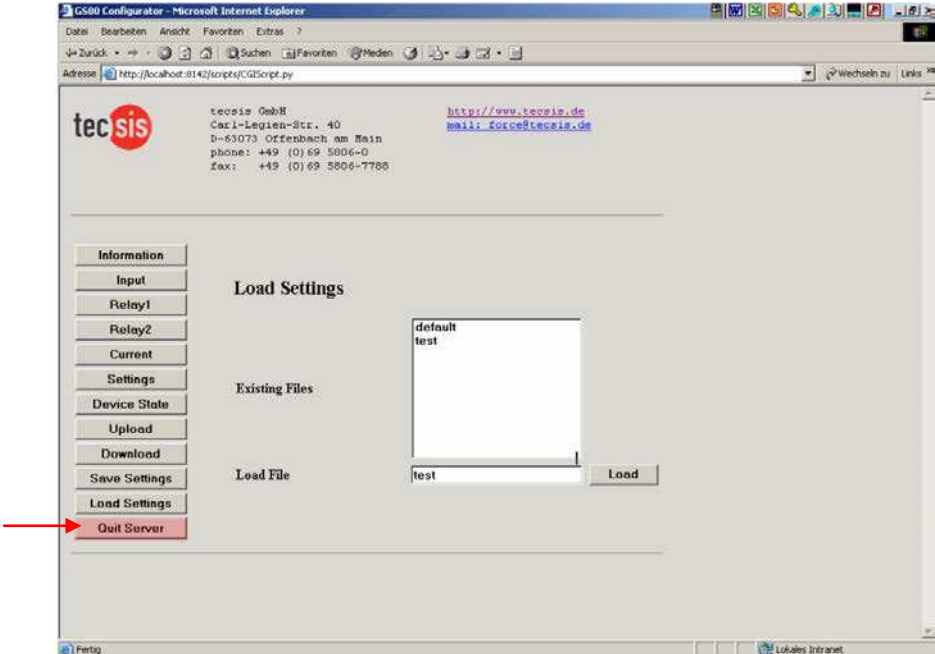 GS80 Configurator - Microsoft Internet Explorer
Datei Bearbeiten Ansicht Favoriten Extras ?
Zurück Suchen Favoriten Medien
Adresse http://localhost:8142/scripts/CGIScript.py Wechseln zu Links »
tecsis
tecsis GmbH
Carl-Legien-Str. 40
D-63073 Offenbach am Main
phone: +49 (0)69 5806-0
fax: +49 (0)69 5806-7788
http://www.tecsis.de
mail: force@tecsis.de
Information
Input
Relay1
Relay2
Current
Settings
Device State
Upload
Download
Save Settings
Load Settings
Quit Server
Load Settings
Existing Files
default
test
Load File
test
Load
Fertig
Lokales Intranet